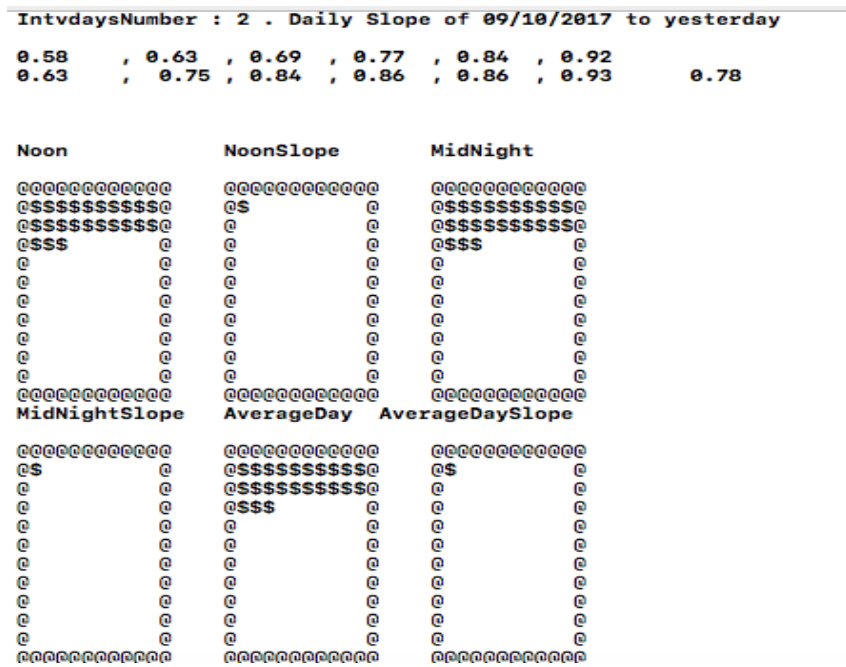 IntvdaysNumber : 2 . Daily Slope of 09/10/2017 to yesterday
0.58    , 0.63  , 0.69  , 0.77  , 0.84  , 0.92
0.63    ,  0.75 , 0.84  , 0.86  , 0.86  , 0.93      0.78
Noon            NoonSlope       MidNight
@@@@@@@@@@@@    @@@@@@@@@@@@    @@@@@@@@@@@@
@$$$$$$$$$$@    @$         @    @$$$$$$$$$$@
@$$$$$$$$$$@    @          @    @$$$$$$$$$$@
@$$$       @    @          @    @$$$       @
@          @    @          @    @          @
@          @    @          @    @          @
@          @    @          @    @          @
@          @    @          @    @          @
@          @    @          @    @          @
@          @    @          @    @          @
@          @    @          @    @          @
@@@@@@@@@@@@    @@@@@@@@@@@@    @@@@@@@@@@@@
MidNightSlope   AverageDay  AverageDaySlope
@@@@@@@@@@@@    @@@@@@@@@@@@    @@@@@@@@@@@@
@$         @    @$$$$$$$$$$@    @$         @
@          @    @$$$$$$$$$$@    @          @
@          @    @$$$       @    @          @
@          @    @          @    @          @
@          @    @          @    @          @
@          @    @          @    @          @
@          @    @          @    @          @
@          @    @          @    @          @
@          @    @          @    @          @
@          @    @          @    @          @
@@@@@@@@@@@@    @@@@@@@@@@@@    @@@@@@@@@@@@